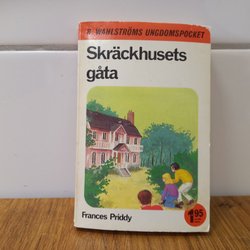 B. WAHLSTRÖMS UNGDOMSPOCKET
Skräckhusets
gåta
Frances Priddy
1.95